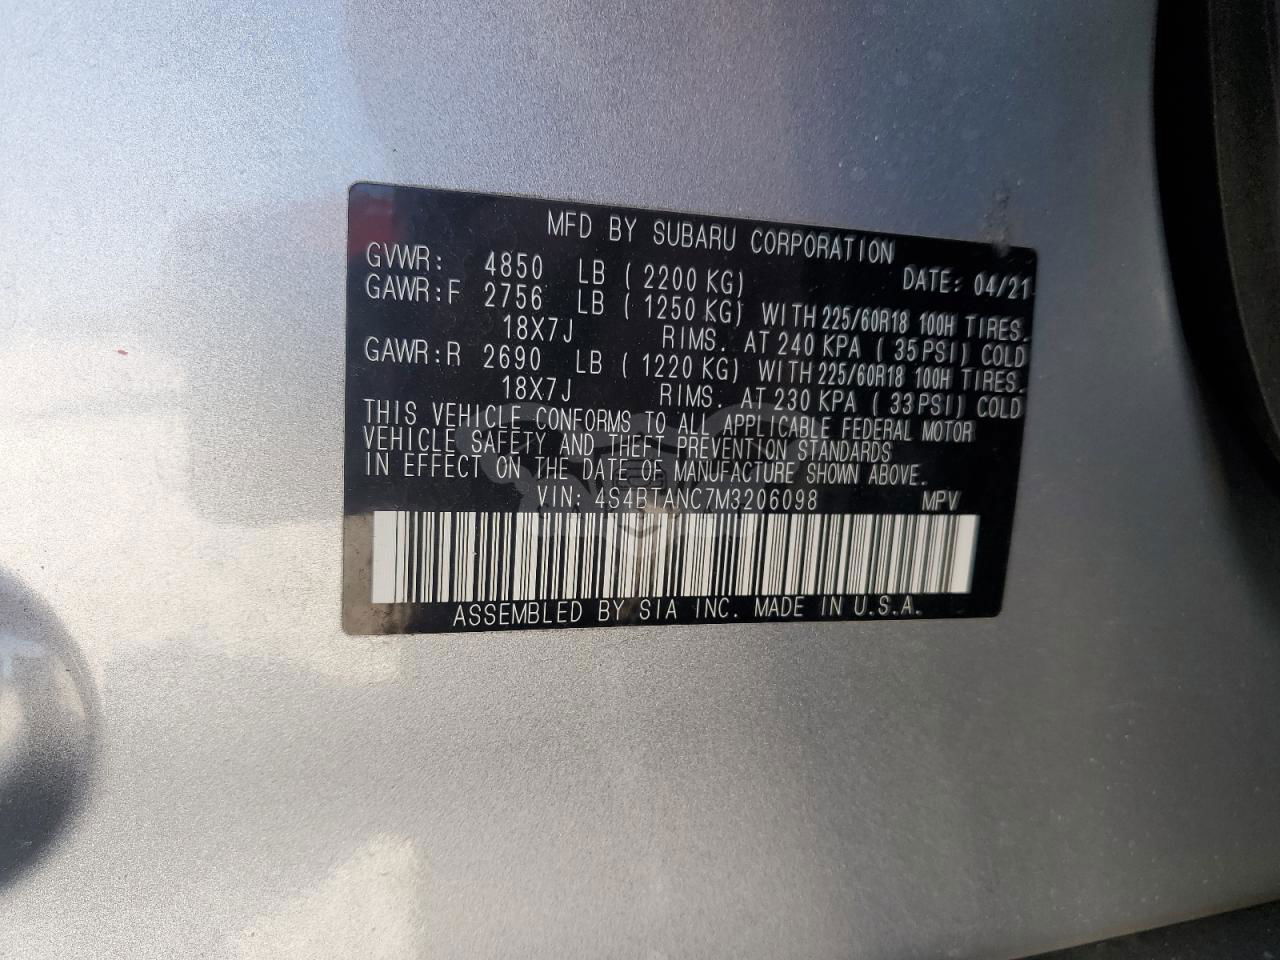 MFD BY SUBARU CORPORATION
GVWR: 4850 LB ( 2200 KG) DATE: 04/21
GAWR:F 2756 LB ( 1250 KG) WITH 225/60R18 100H TIRES.
18X7J RIMS. AT 240 KPA ( 35PSI) COLD
GAWR:R 2690 LB ( 1220 KG) WITH 225/60R18 100H TIRES.
18X7J RIMS. AT 230 KPA ( 33PSI) COLD
THIS VEHICLE CONFORMS TO ALL APPLICABLE FEDERAL MOTOR
VEHICLE SAFETY AND THEFT PREVENTION STANDARDS
IN EFFECT ON THE DATE OF MANUFACTURE SHOWN ABOVE.
VIN: 4S4BTANC7M3206098 MPV
ASSEMBLED BY SIA INC. MADE IN U.S.A.